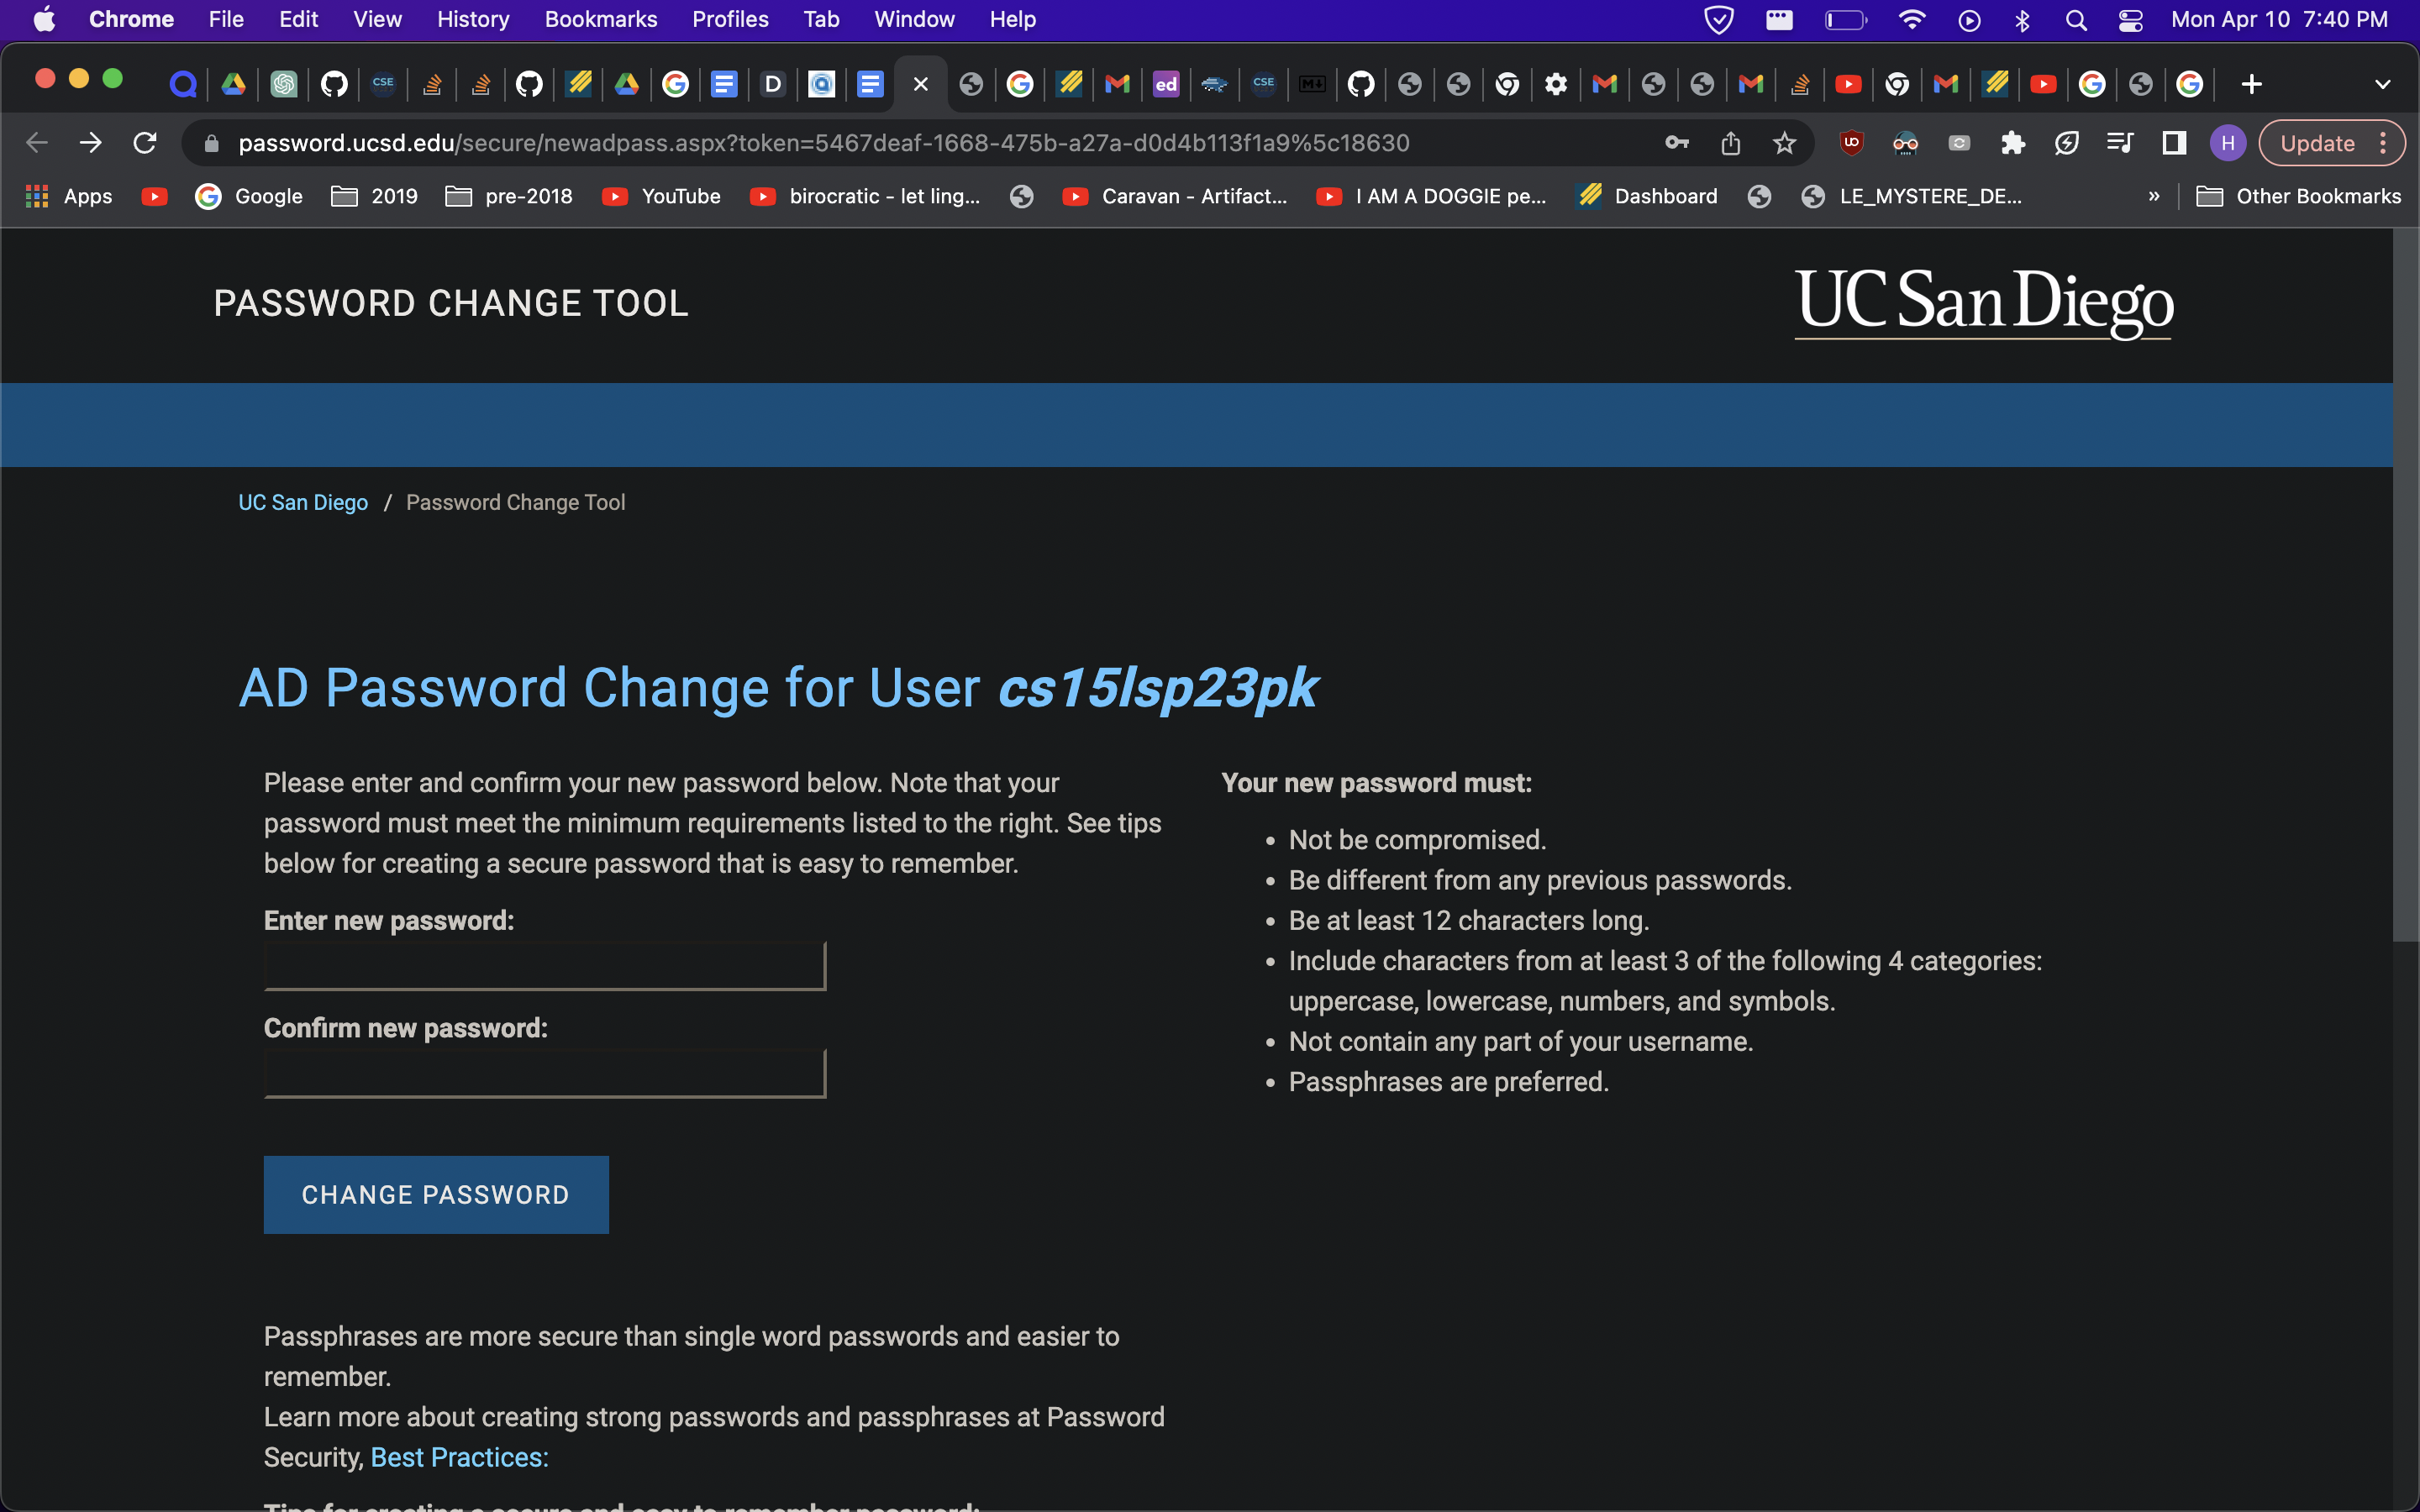 Chrome File Edit View History Bookmarks Profiles Tab Window Help Mon Apr 10 7:40 PM
password.ucsd.edu/secure/newadpass.aspx?token=5467deaf-1668-475b-a27a-d0d4b113f1a9%5c18630 H Update
Apps Google 2019 pre-2018 YouTube birocratic - let ling... Caravan - Artifact... I AM A DOGGIE pe... Dashboard LE_MYSTERE_DE... » Other Bookmarks
PASSWORD CHANGE TOOL
UC San Diego
UC San Diego / Password Change Tool
AD Password Change for User cs15lsp23pk
Please enter and confirm your new password below. Note that your
password must meet the minimum requirements listed to the right. See tips
below for creating a secure password that is easy to remember.
Enter new password:
Confirm new password:
CHANGE PASSWORD
Your new password must:
• Not be compromised.
• Be different from any previous passwords.
• Be at least 12 characters long.
• Include characters from at least 3 of the following 4 categories:
uppercase, lowercase, numbers, and symbols.
• Not contain any part of your username.
• Passphrases are preferred.
Passphrases are more secure than single word passwords and easier to
remember.
Learn more about creating strong passwords and passphrases at Password
Security, Best Practices:
Tips for creating a secure and easy to remember password: